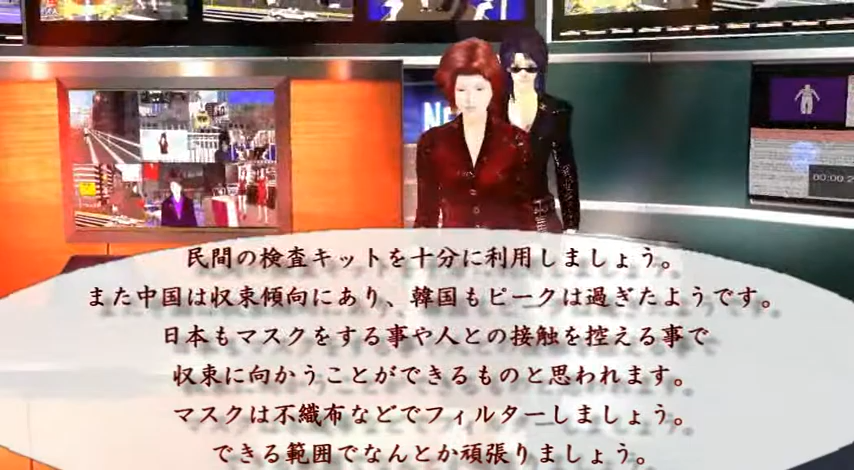 民間の検査キットを十分に利用しましょう。
また中国は収束傾向にあり、韓国もピークは過ぎたようです。
日本もマスクをする事や人との接触を控える事で
収束に向かうことができるものと思われます。
マスクは不織布などでフィルターしましょう。
できる範囲でなんとか頑張りましょう。